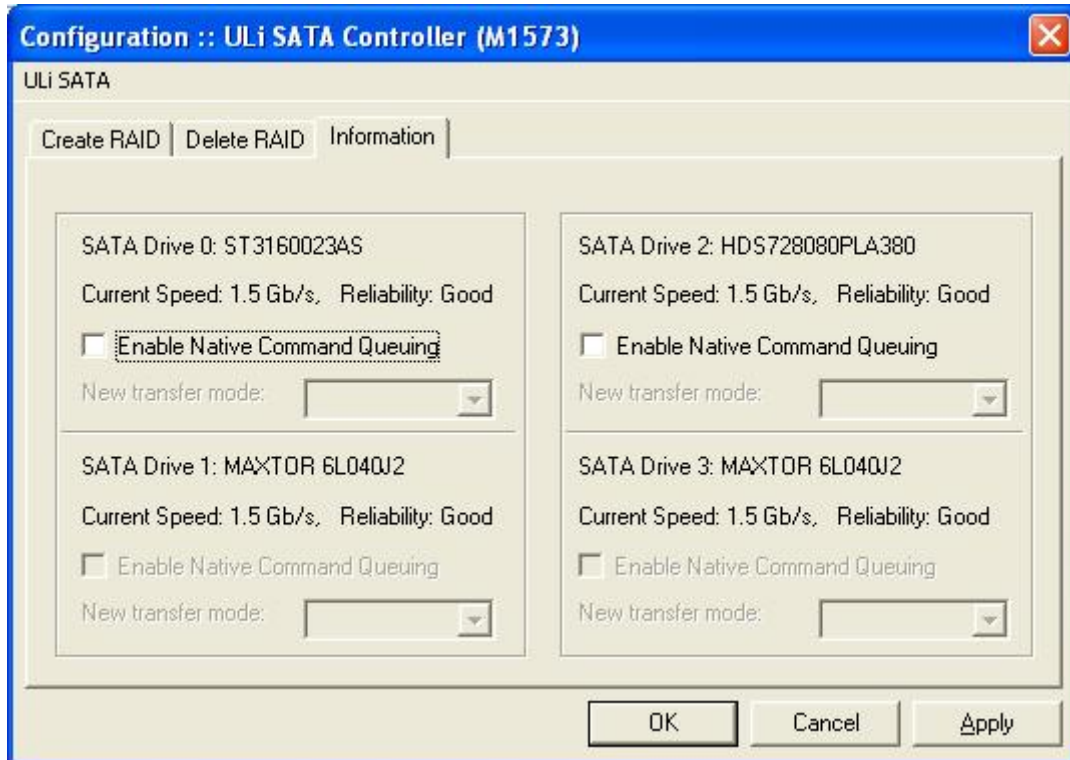 Configuration :: ULi SATA Controller (M1573)
ULi SATA
Create RAID
Delete RAID
Information
SATA Drive 0: ST3160023AS
Current Speed: 1.5 Gb/s, Reliability: Good
Enable Native Command Queuing
New transfer mode:
SATA Drive 1: MAXTOR 6L040J2
Current Speed: 1.5 Gb/s, Reliability: Good
Enable Native Command Queuing
New transfer mode:
SATA Drive 2: HDS728080PLA380
Current Speed: 1.5 Gb/s, Reliability: Good
Enable Native Command Queuing
New transfer mode:
SATA Drive 3: MAXTOR 6L040J2
Current Speed: 1.5 Gb/s, Reliability: Good
Enable Native Command Queuing
New transfer mode:
OK
Cancel
Apply